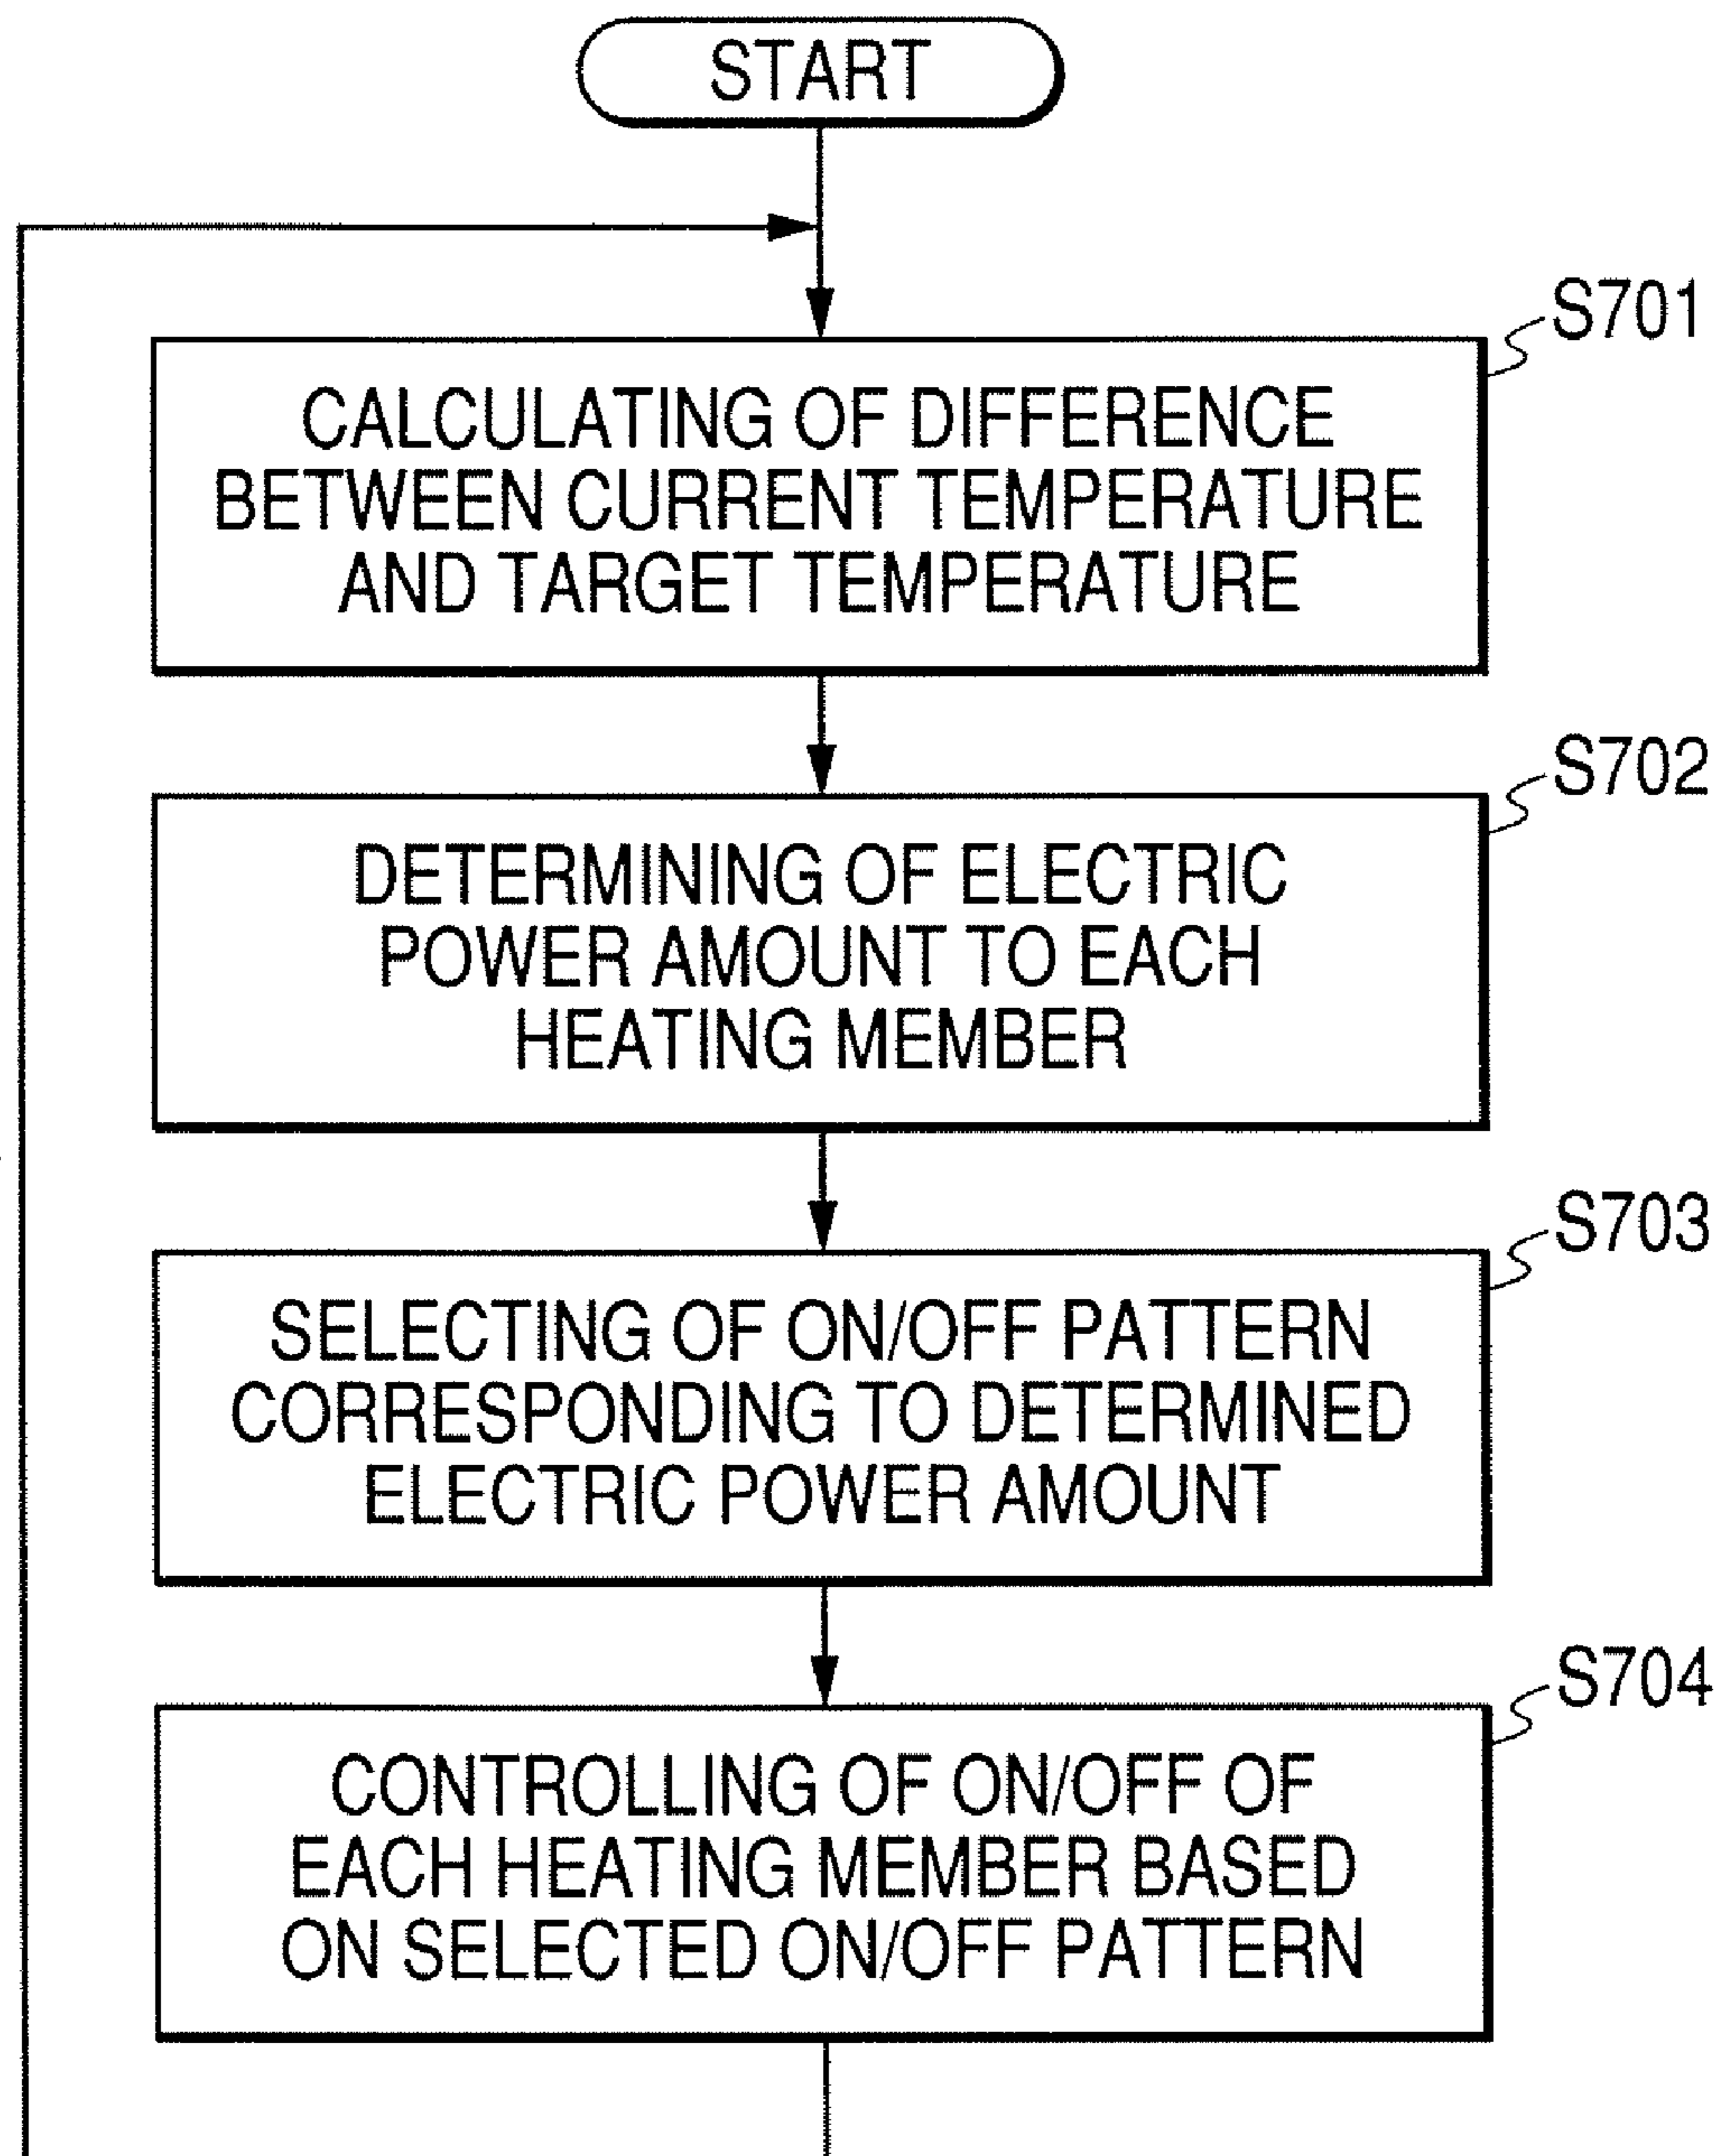 START
S701
CALCULATING OF DIFFERENCE
BETWEEN CURRENT TEMPERATURE
AND TARGET TEMPERATURE
S702
DETERMINING OF ELECTRIC
POWER AMOUNT TO EACH
HEATING MEMBER
S703
SELECTING OF ON/OFF PATTERN
CORRESPONDING TO DETERMINED
ELECTRIC POWER AMOUNT
S704
CONTROLLING OF ON/OFF OF
EACH HEATING MEMBER BASED
ON SELECTED ON/OFF PATTERN